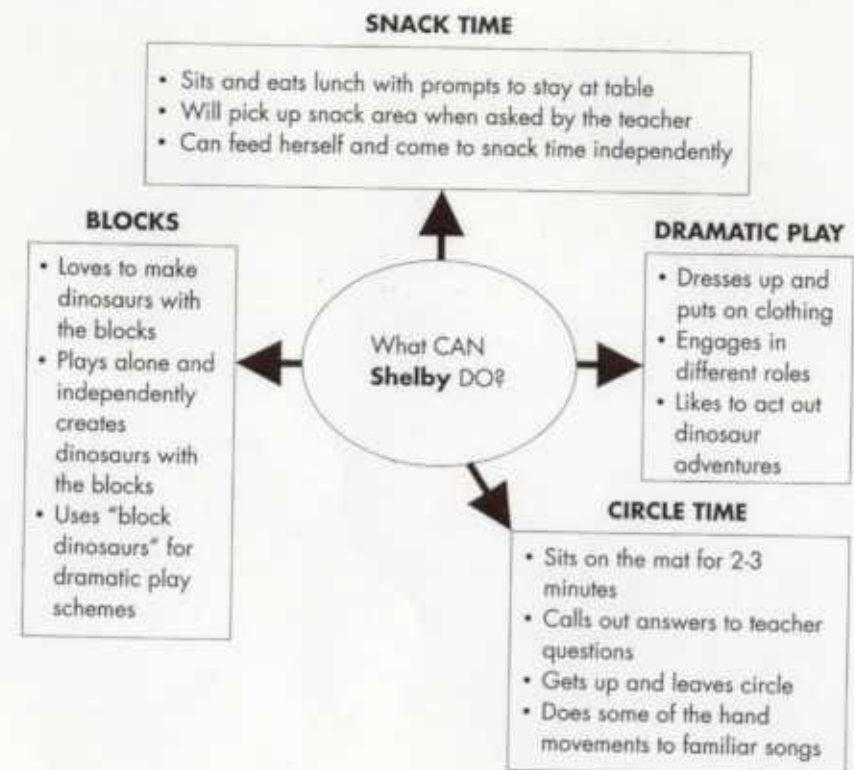 SNACK TIME
• Sits and eats lunch with prompts to stay at table
• Will pick up snack area when asked by the teacher
• Can feed herself and come to snack time independently
BLOCKS
• Loves to make
dinosaurs with
the blocks
• Plays alone and
independently
creates
dinosaurs with
the blocks
• Uses "block
dinosaurs" for
dramatic play
schemes
What CAN
Shelby DO?
DRAMATIC PLAY
• Dresses up and
puts on clothing
• Engages in
different roles
• Likes to act out
dinosaur
adventures
CIRCLE TIME
• Sits on the mat for 2-3
minutes
• Calls out answers to teacher
questions
• Gets up and leaves circle
• Does some of the hand
movements to familiar songs